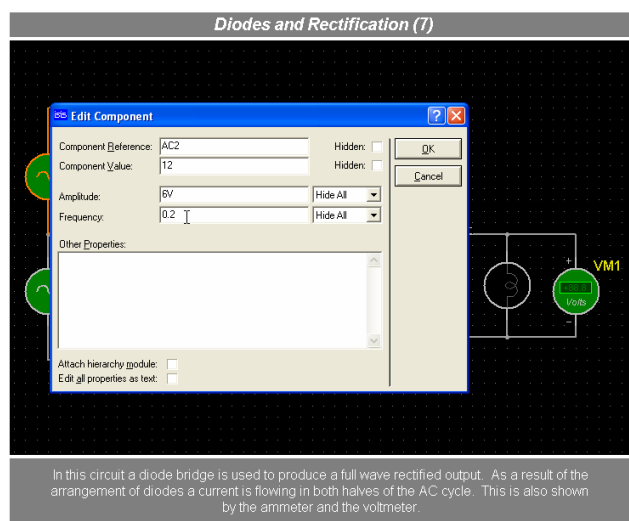 Diodes and Rectification (7)
Edit Component
Component Reference: AC2 Hidden: OK
Component Value: 12 Hidden:
Cancel
Amplitude: 6V Hide All
Frequency: 0.2 Hide All
Other Properties:
VM1
+
Volts
Attach hierarchy module:
Edit all properties as text:
In this circuit a diode bridge is used to produce a full wave rectified output. As a result of the
arrangement of diodes a current is flowing in both halves of the AC cycle. This is also shown
by the ammeter and the voltmeter.